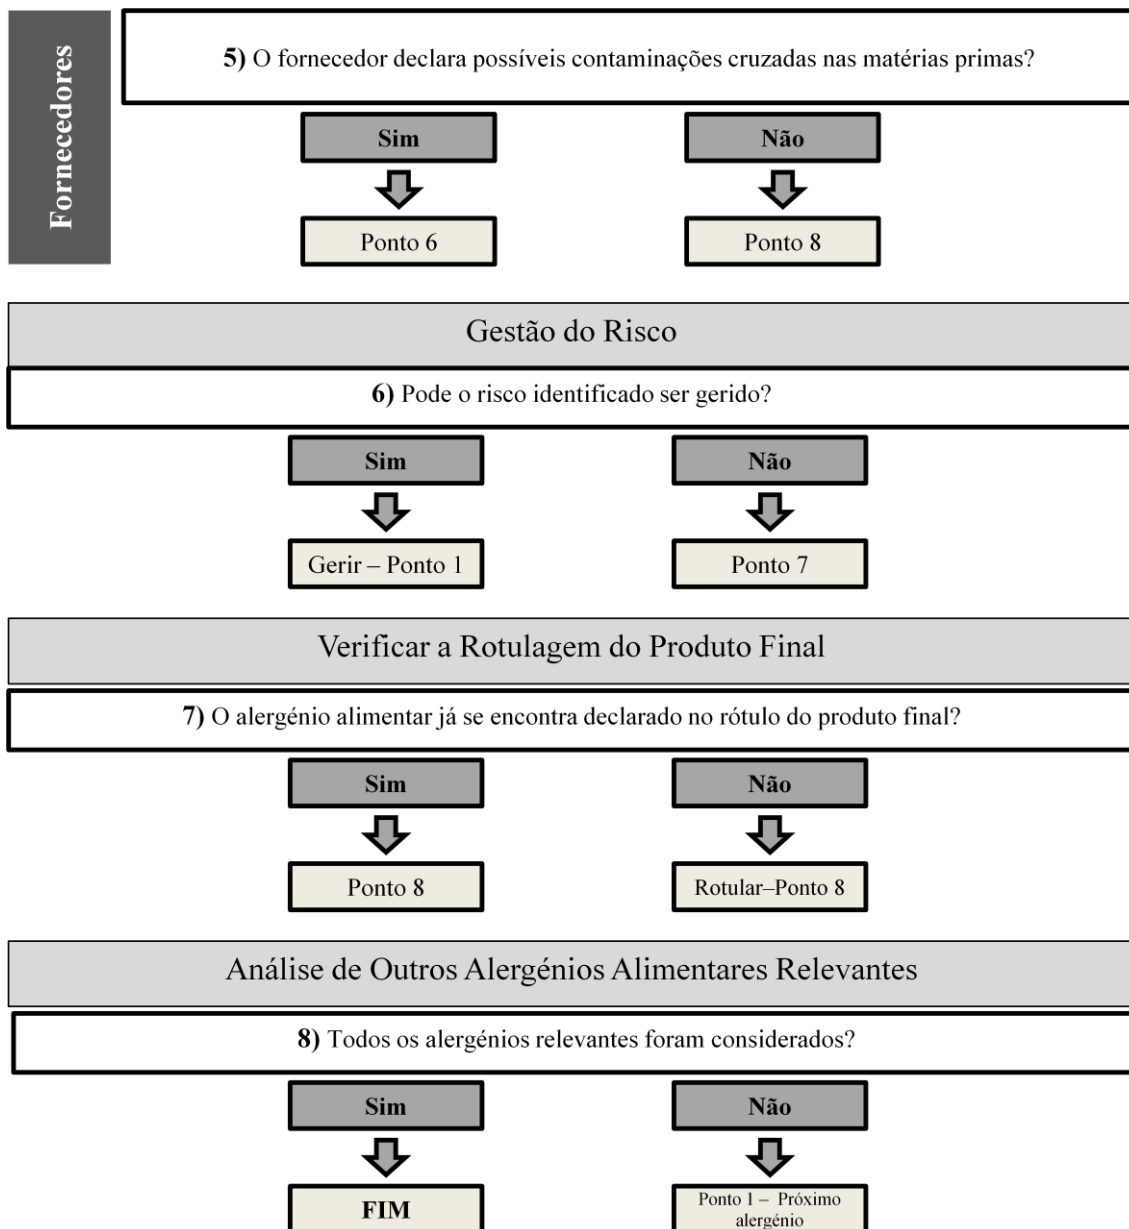 Fornecedores
5) O fornecedor declara possíveis contaminações cruzadas nas matérias primas?
Sim
Não
Ponto 6
Ponto 8
Gestão do Risco
6) Pode o risco identificado ser gerido?
Sim
Não
Gerir – Ponto 1
Ponto 7
Verificar a Rotulagem do Produto Final
7) O alergénio alimentar já se encontra declarado no rótulo do produto final?
Sim
Não
Ponto 8
Rotular–Ponto 8
Análise de Outros Alergénios Alimentares Relevantes
8) Todos os alergénios relevantes foram considerados?
Sim
Não
FIM
Ponto 1 – Próximo
alergénio